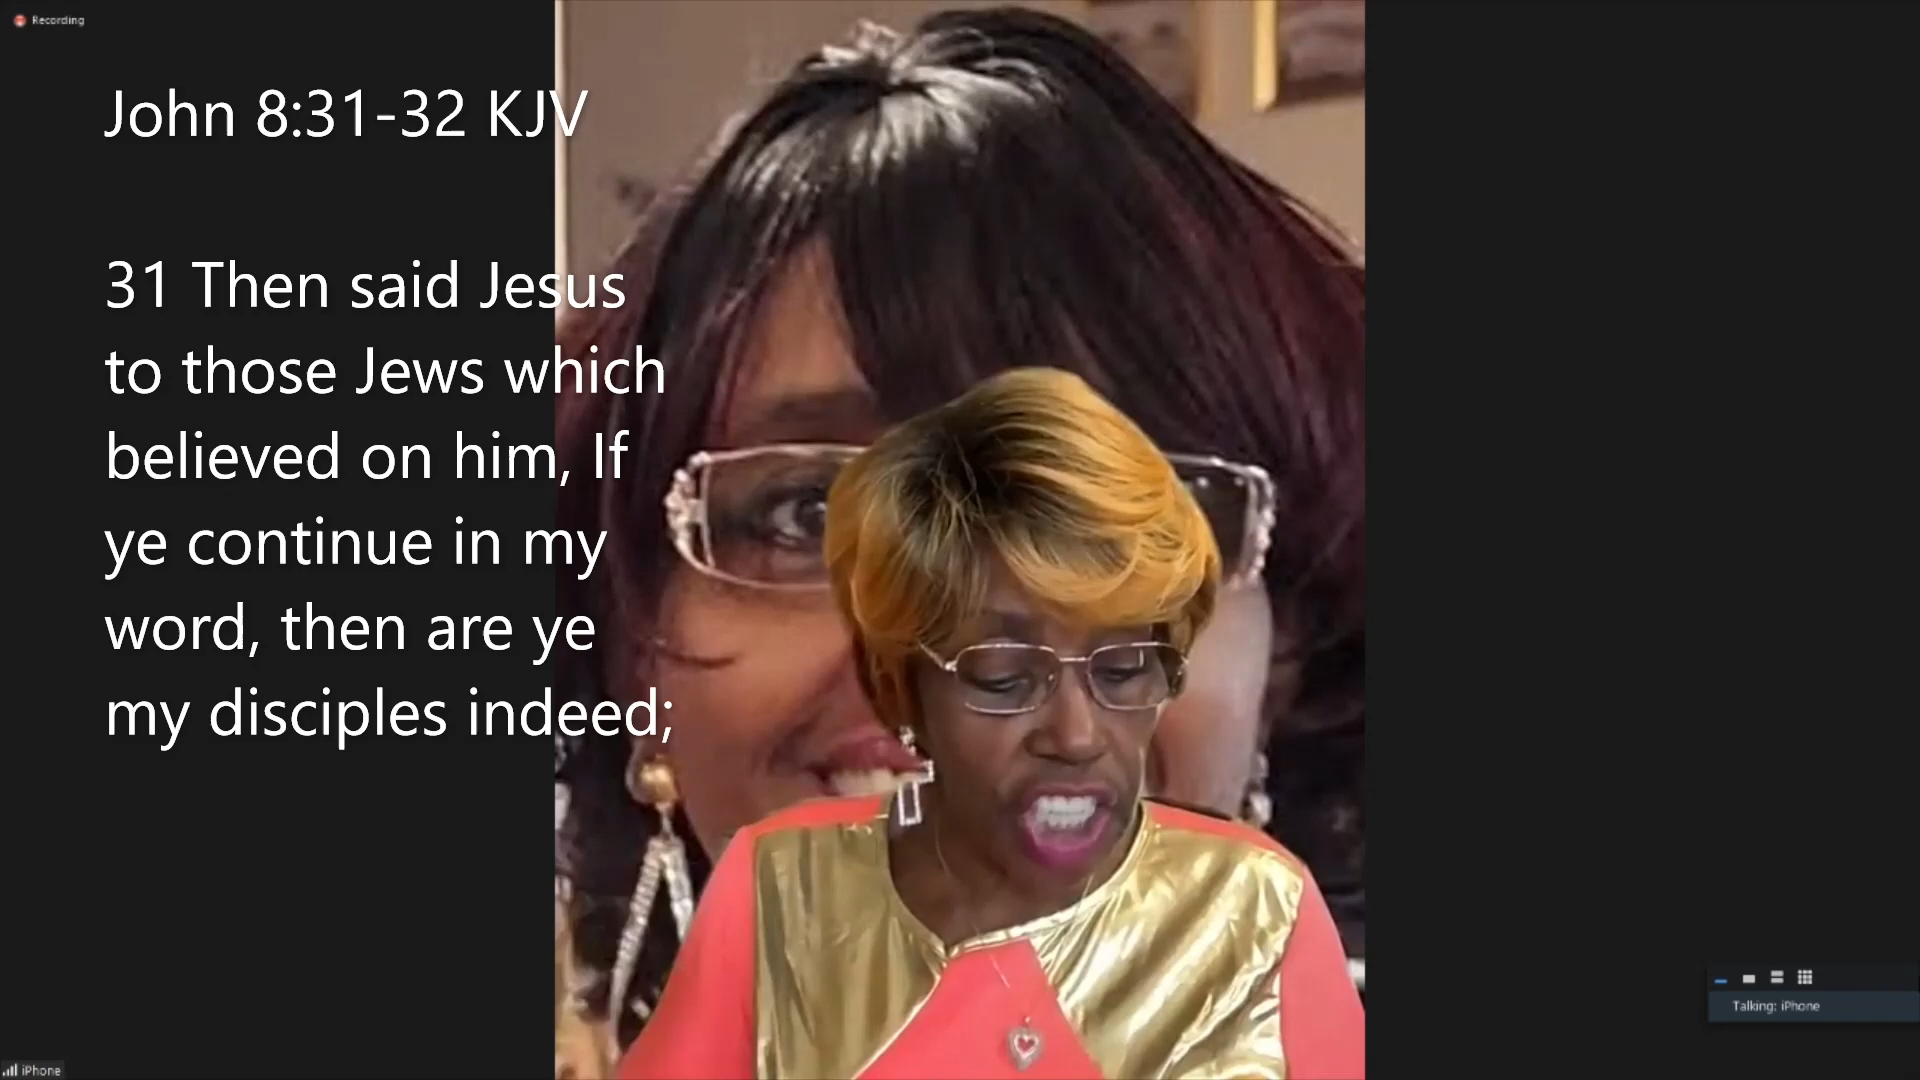 Recording
John 8:31-32 KJV
31 Then said Jesus
to those Jews which
believed on him, If
ye continue in my
word, then are ye
my disciples indeed;
Talking: iPhone
iPhone